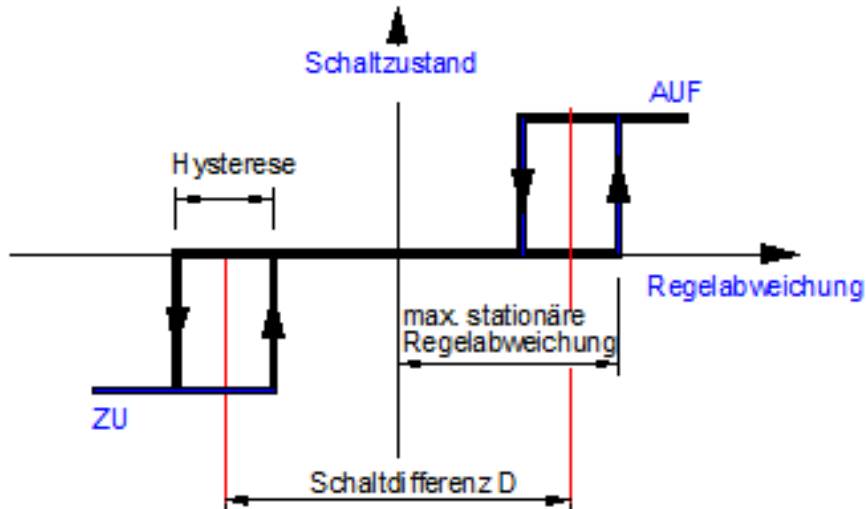 Schaltzustand
AUF
Hysterese
Regelabweichung
max. stationäre
Regelabweichung
ZU
Schaltdifferenz D